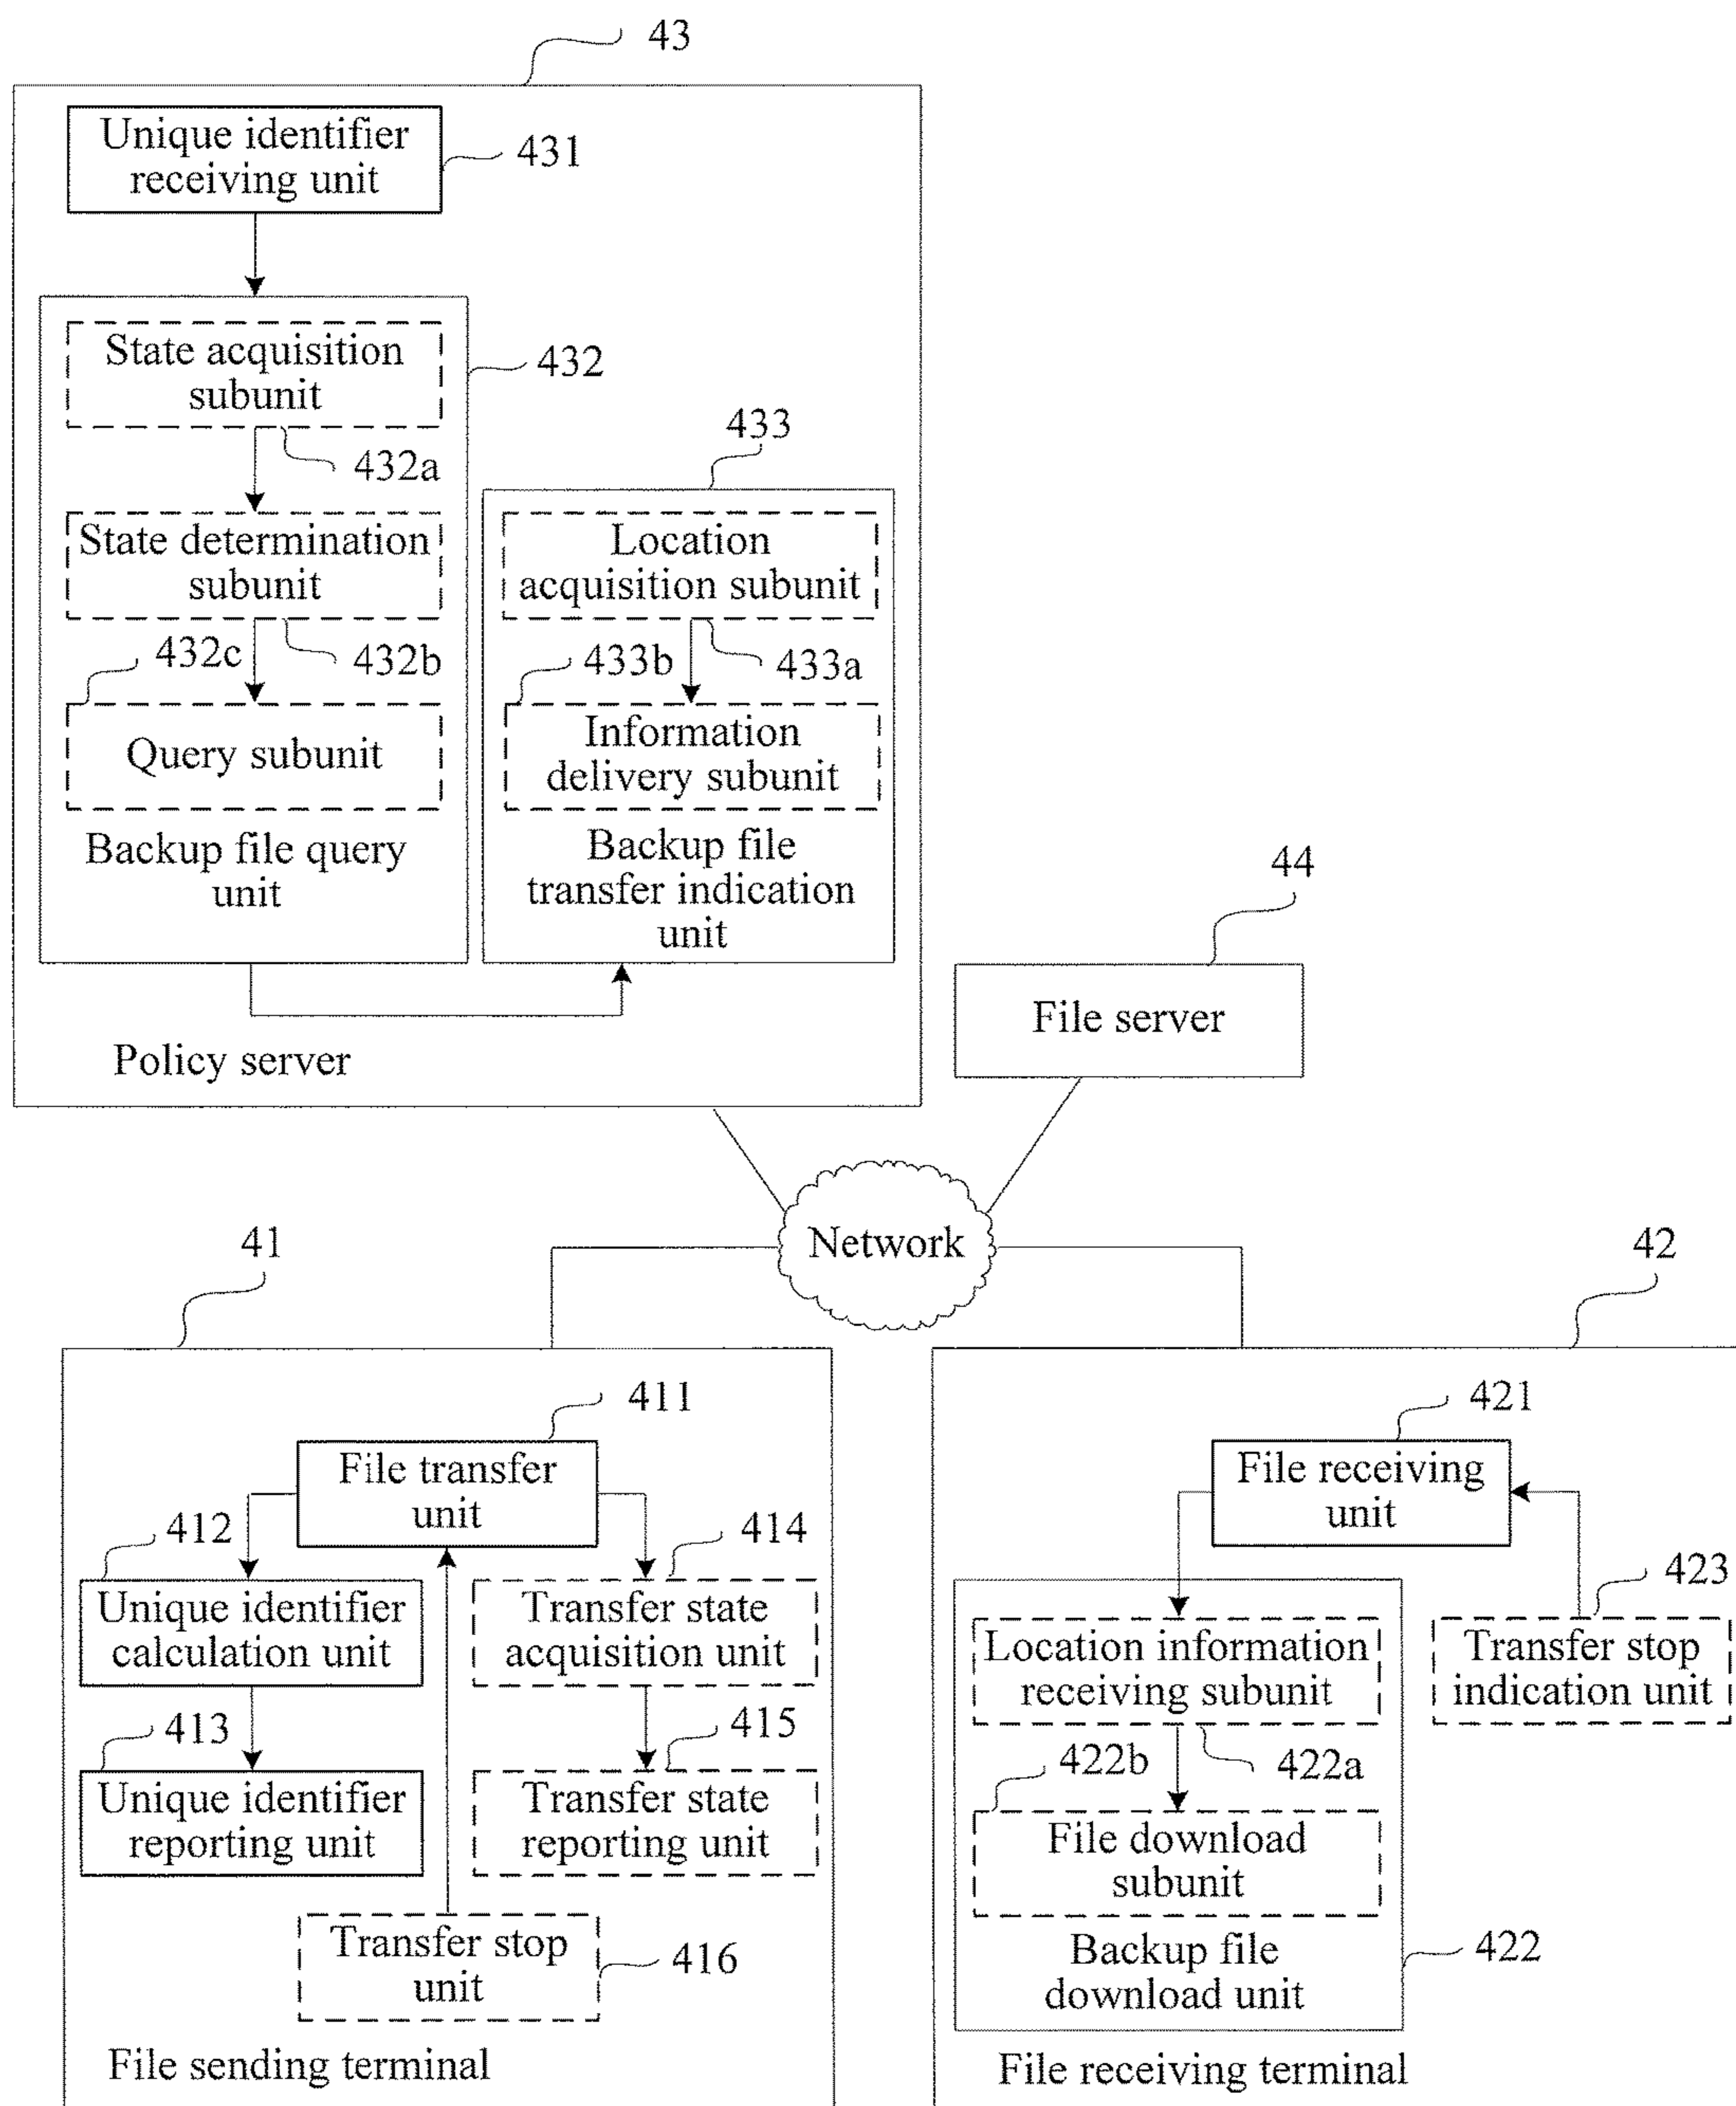 43
Unique identifier
receiving unit
431
State acquisition
subunit
432
432a
State determination
subunit
432c
432b
Query subunit
Backup file query
unit
433
Location
acquisition subunit
433b
433a
Information
delivery subunit
Backup file
transfer indication
unit
Policy server
44
File server
Network
41
411
File transfer
unit
412
414
Unique identifier
calculation unit
Transfer state
acquisition unit
413
415
Unique identifier
reporting unit
Transfer state
reporting unit
Transfer stop
unit
416
File sending terminal
42
421
File receiving
unit
423
Location information
receiving subunit
Transfer stop
indication unit
422b
422a
File download
subunit
Backup file
download unit
422
File receiving terminal